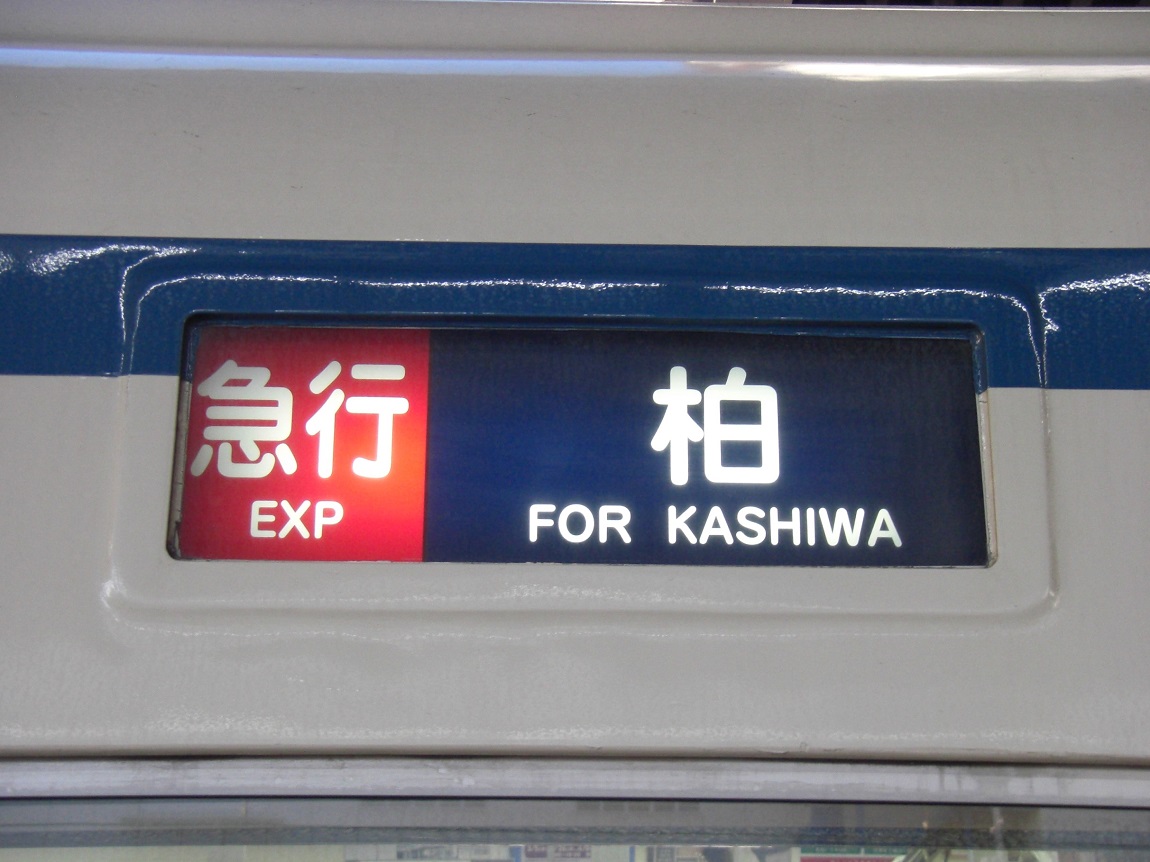 急行 柏
EXP FOR KASHIWA